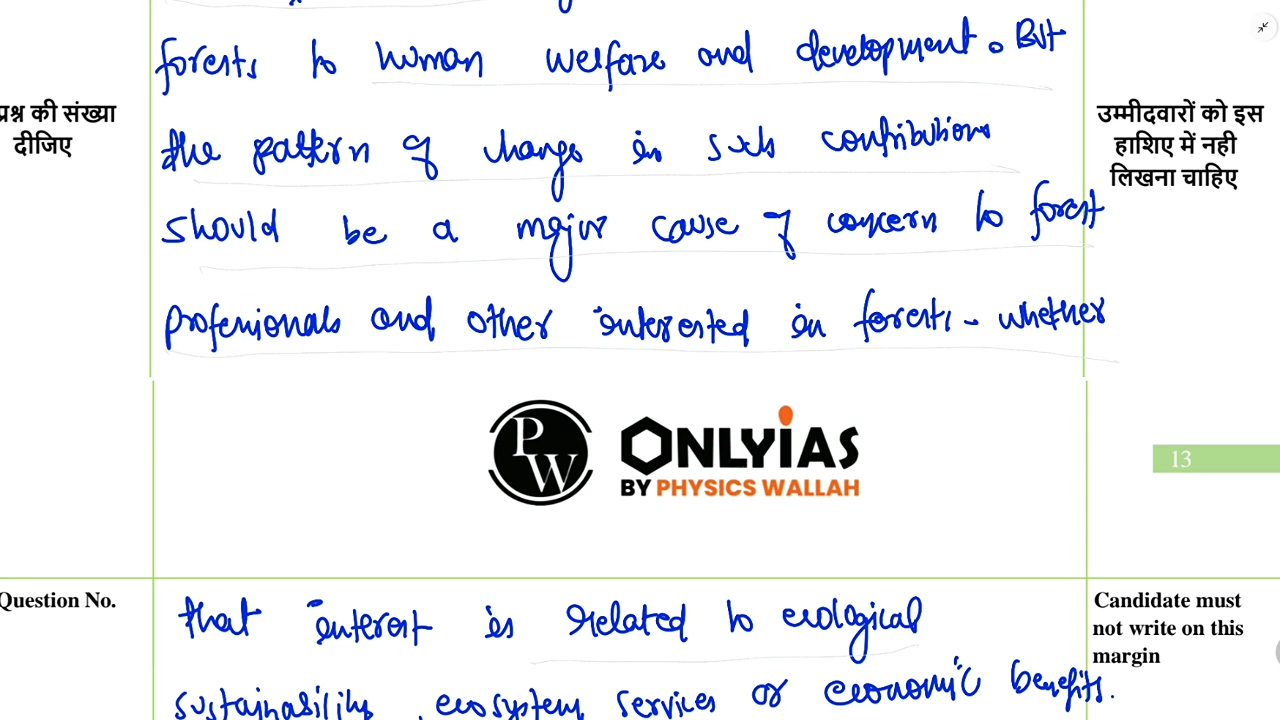 forests to human welfare and development. But
प्रश्न की संख्या
दीजिए
the pattern of change in such contributions
उम्मीदवारों को इस
हाशिए में नही
लिखना चाहिए
should be a major cause of concern to forest
professionals and other interested in forests - whether
PW
ONLYIAS
BY PHYSICS WALLAH
13
Question No.
that interest is related to ecological
Candidate must
not write on this
margin
sustainability, ecosystem services or economic benefits.